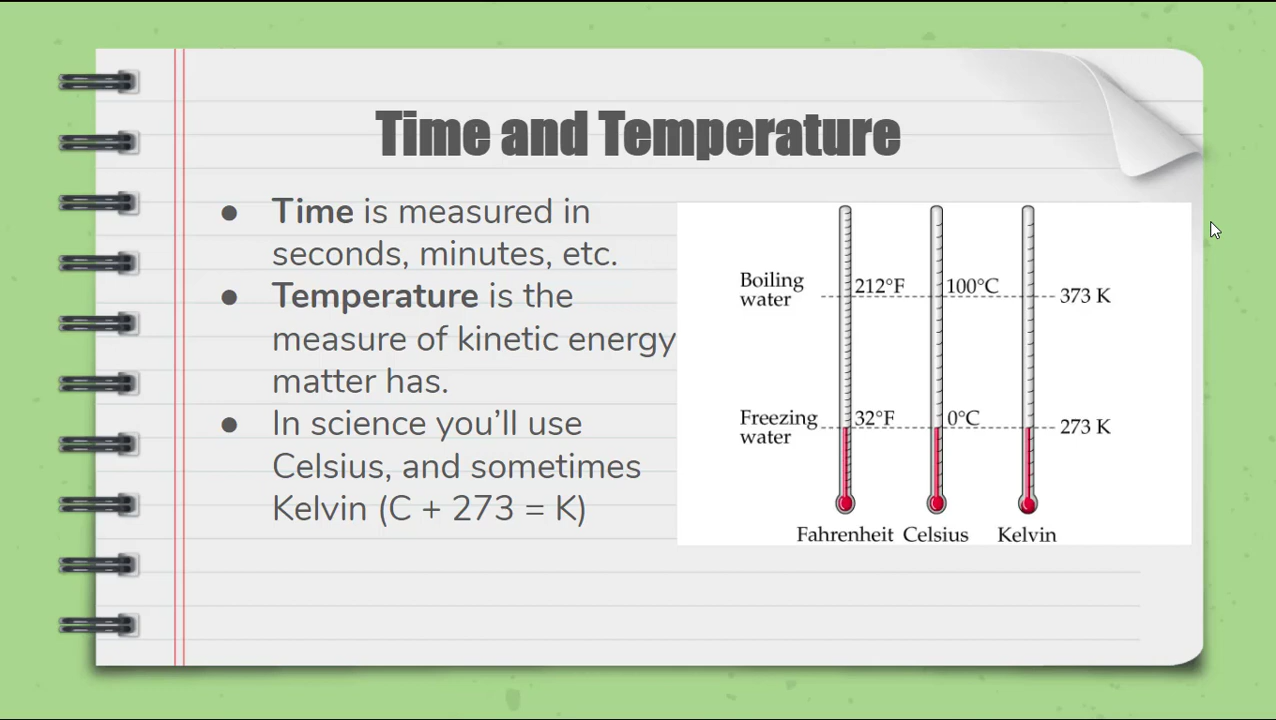 Time and Temperature
● Time is measured in
seconds, minutes, etc.
● Temperature is the
measure of kinetic energy
matter has.
● In science you’ll use
Celsius, and sometimes
Kelvin (C + 273 = K)
Boiling
water
212°F
100°C
373 K
Freezing
water
32°F
0°C
273 K
Fahrenheit
Celsius
Kelvin